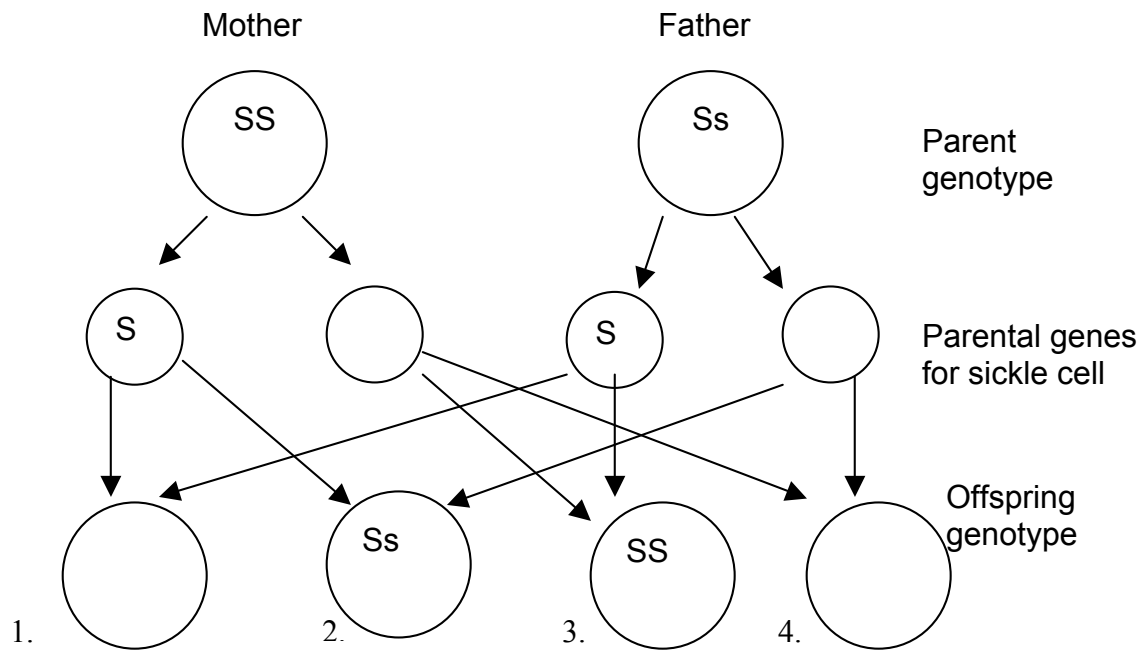 Mother Father
SS Ss
Parent
genotype
S S
Parental genes
for sickle cell
Offspring
genotype
Ss SS
1. 2. 3. 4.